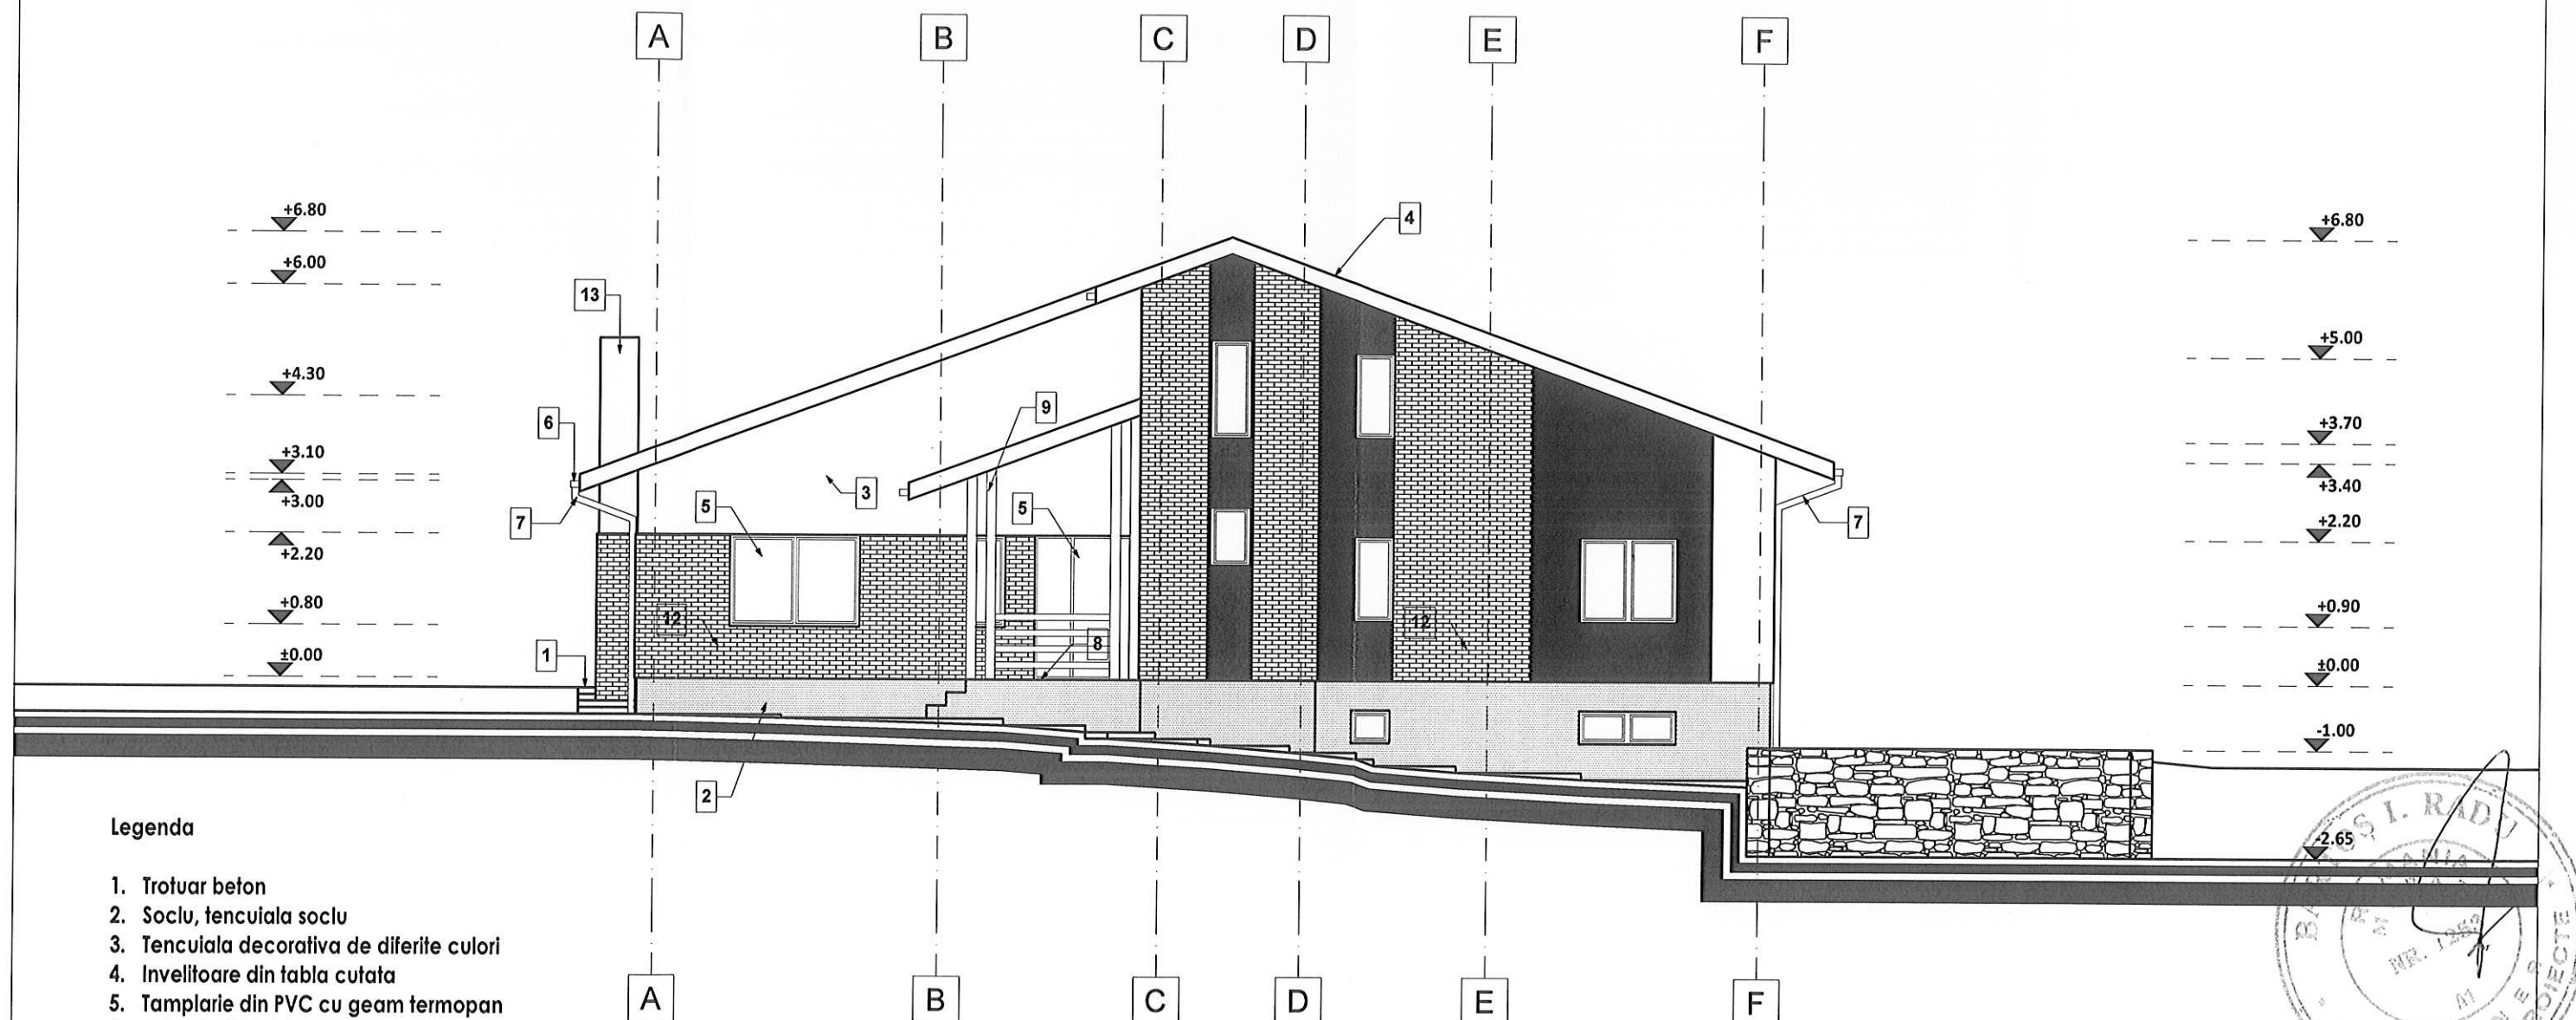 A B C D E F
+6.80
+6.00
+4.30
+3.10
+3.00
+2.20
+0.80
±0.00
13
6
7
1
3
5
12
2
9
5
8
4
12
7
+6.80
+5.00
+3.70
+3.40
+2.20
+0.90
±0.00
-1.00
-2.65
Legenda
1. Trotuar beton
2. Soclu, tencuiala soclu
3. Tencuiala decorativa de diferite culori
4. Invelitoare din tabla cutata
5. Tamplarie din PVC cu geam termopan
A B C D E F
I. RADU
NR.
A1